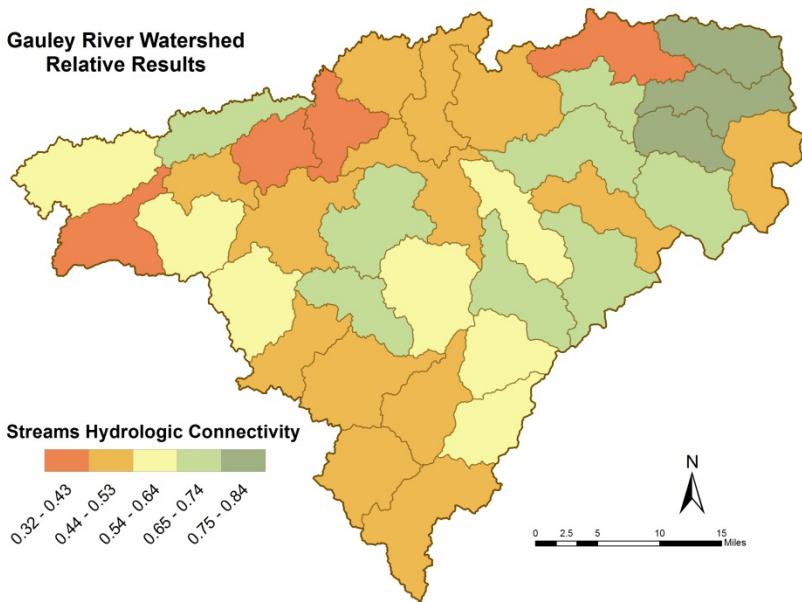 Gauley River Watershed
Relative Results
Streams Hydrologic Connectivity
0.32 - 0.43
0.44 - 0.53
0.54 - 0.64
0.65 - 0.74
0.75 - 0.84
N
0 2.5 5 10 15
Miles